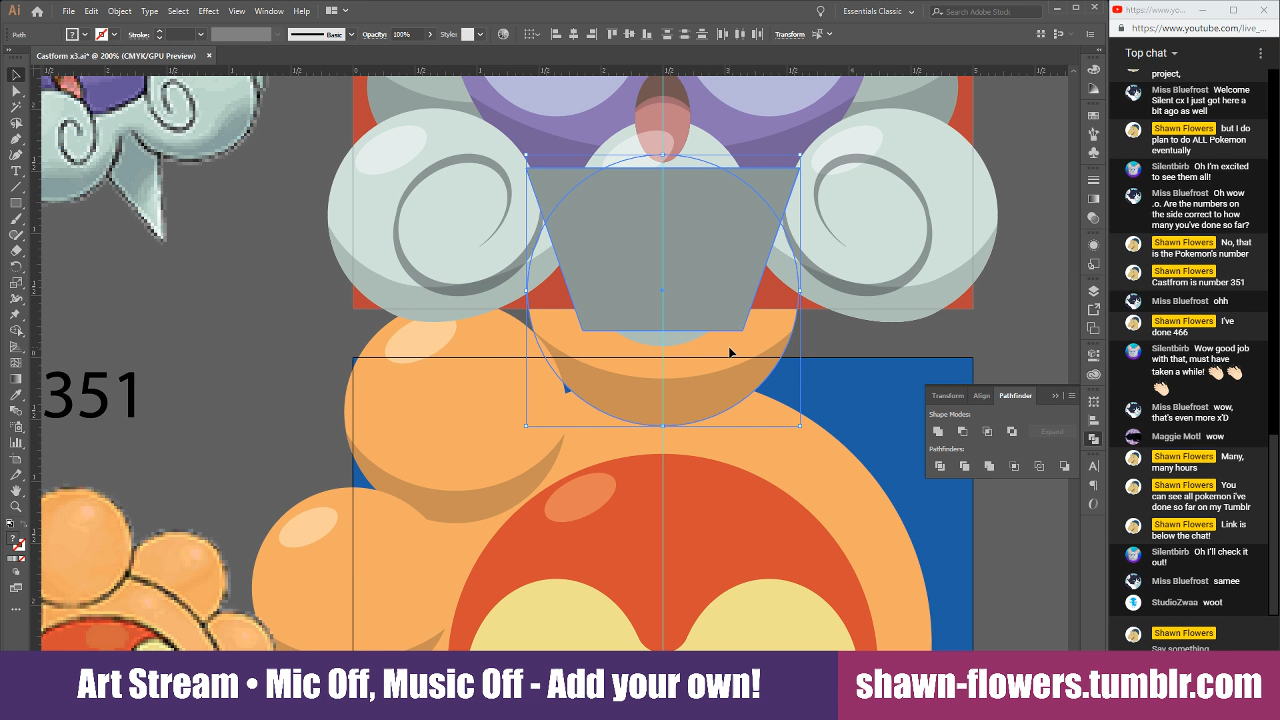 Ai File Edit Object Type Select Effect View Window Help Essentials Classic Search Adobe Stock
Path Stroke: Basic Opacity: 100% Style: Transform
Castform x3.ai* @ 200% (CMYK/GPU Preview) ×
351
Transform Align Pathfinder
Shape Modes:
Expand
Pathfinders:
https://www.yo...
https://www.youtube.com/live_...
Top chat
project,
Miss Bluefrost Welcome
Silent cx I just got here a
bit ago as well
Shawn Flowers but I do
plan to do ALL Pokemon
eventually
Silentbirb Oh I'm excited
to see them all!
Miss Bluefrost Oh wow
.o. Are the numbers on
the side correct to how
many you've done so far?
Shawn Flowers No, that
is the Pokemon's number
Shawn Flowers
Castfrom is number 351
Miss Bluefrost ohh
Shawn Flowers I've
done 466
Silentbirb Wow good job
with that, must have
taken a while! 👏🏻👏🏻
👏🏻
Miss Bluefrost wow,
that's even more x'D
Maggie Motl wow
Shawn Flowers Many,
many hours
Shawn Flowers You
can see all pokemon i've
done so far on my Tumblr
Shawn Flowers Link is
below the chat!
Silentbirb Oh I'll check it
out!
Miss Bluefrost samee
StudioZwaa woot
Shawn Flowers
Say something
Art Stream • Mic Off, Music Off - Add your own!
shawn-flowers.tumblr.com